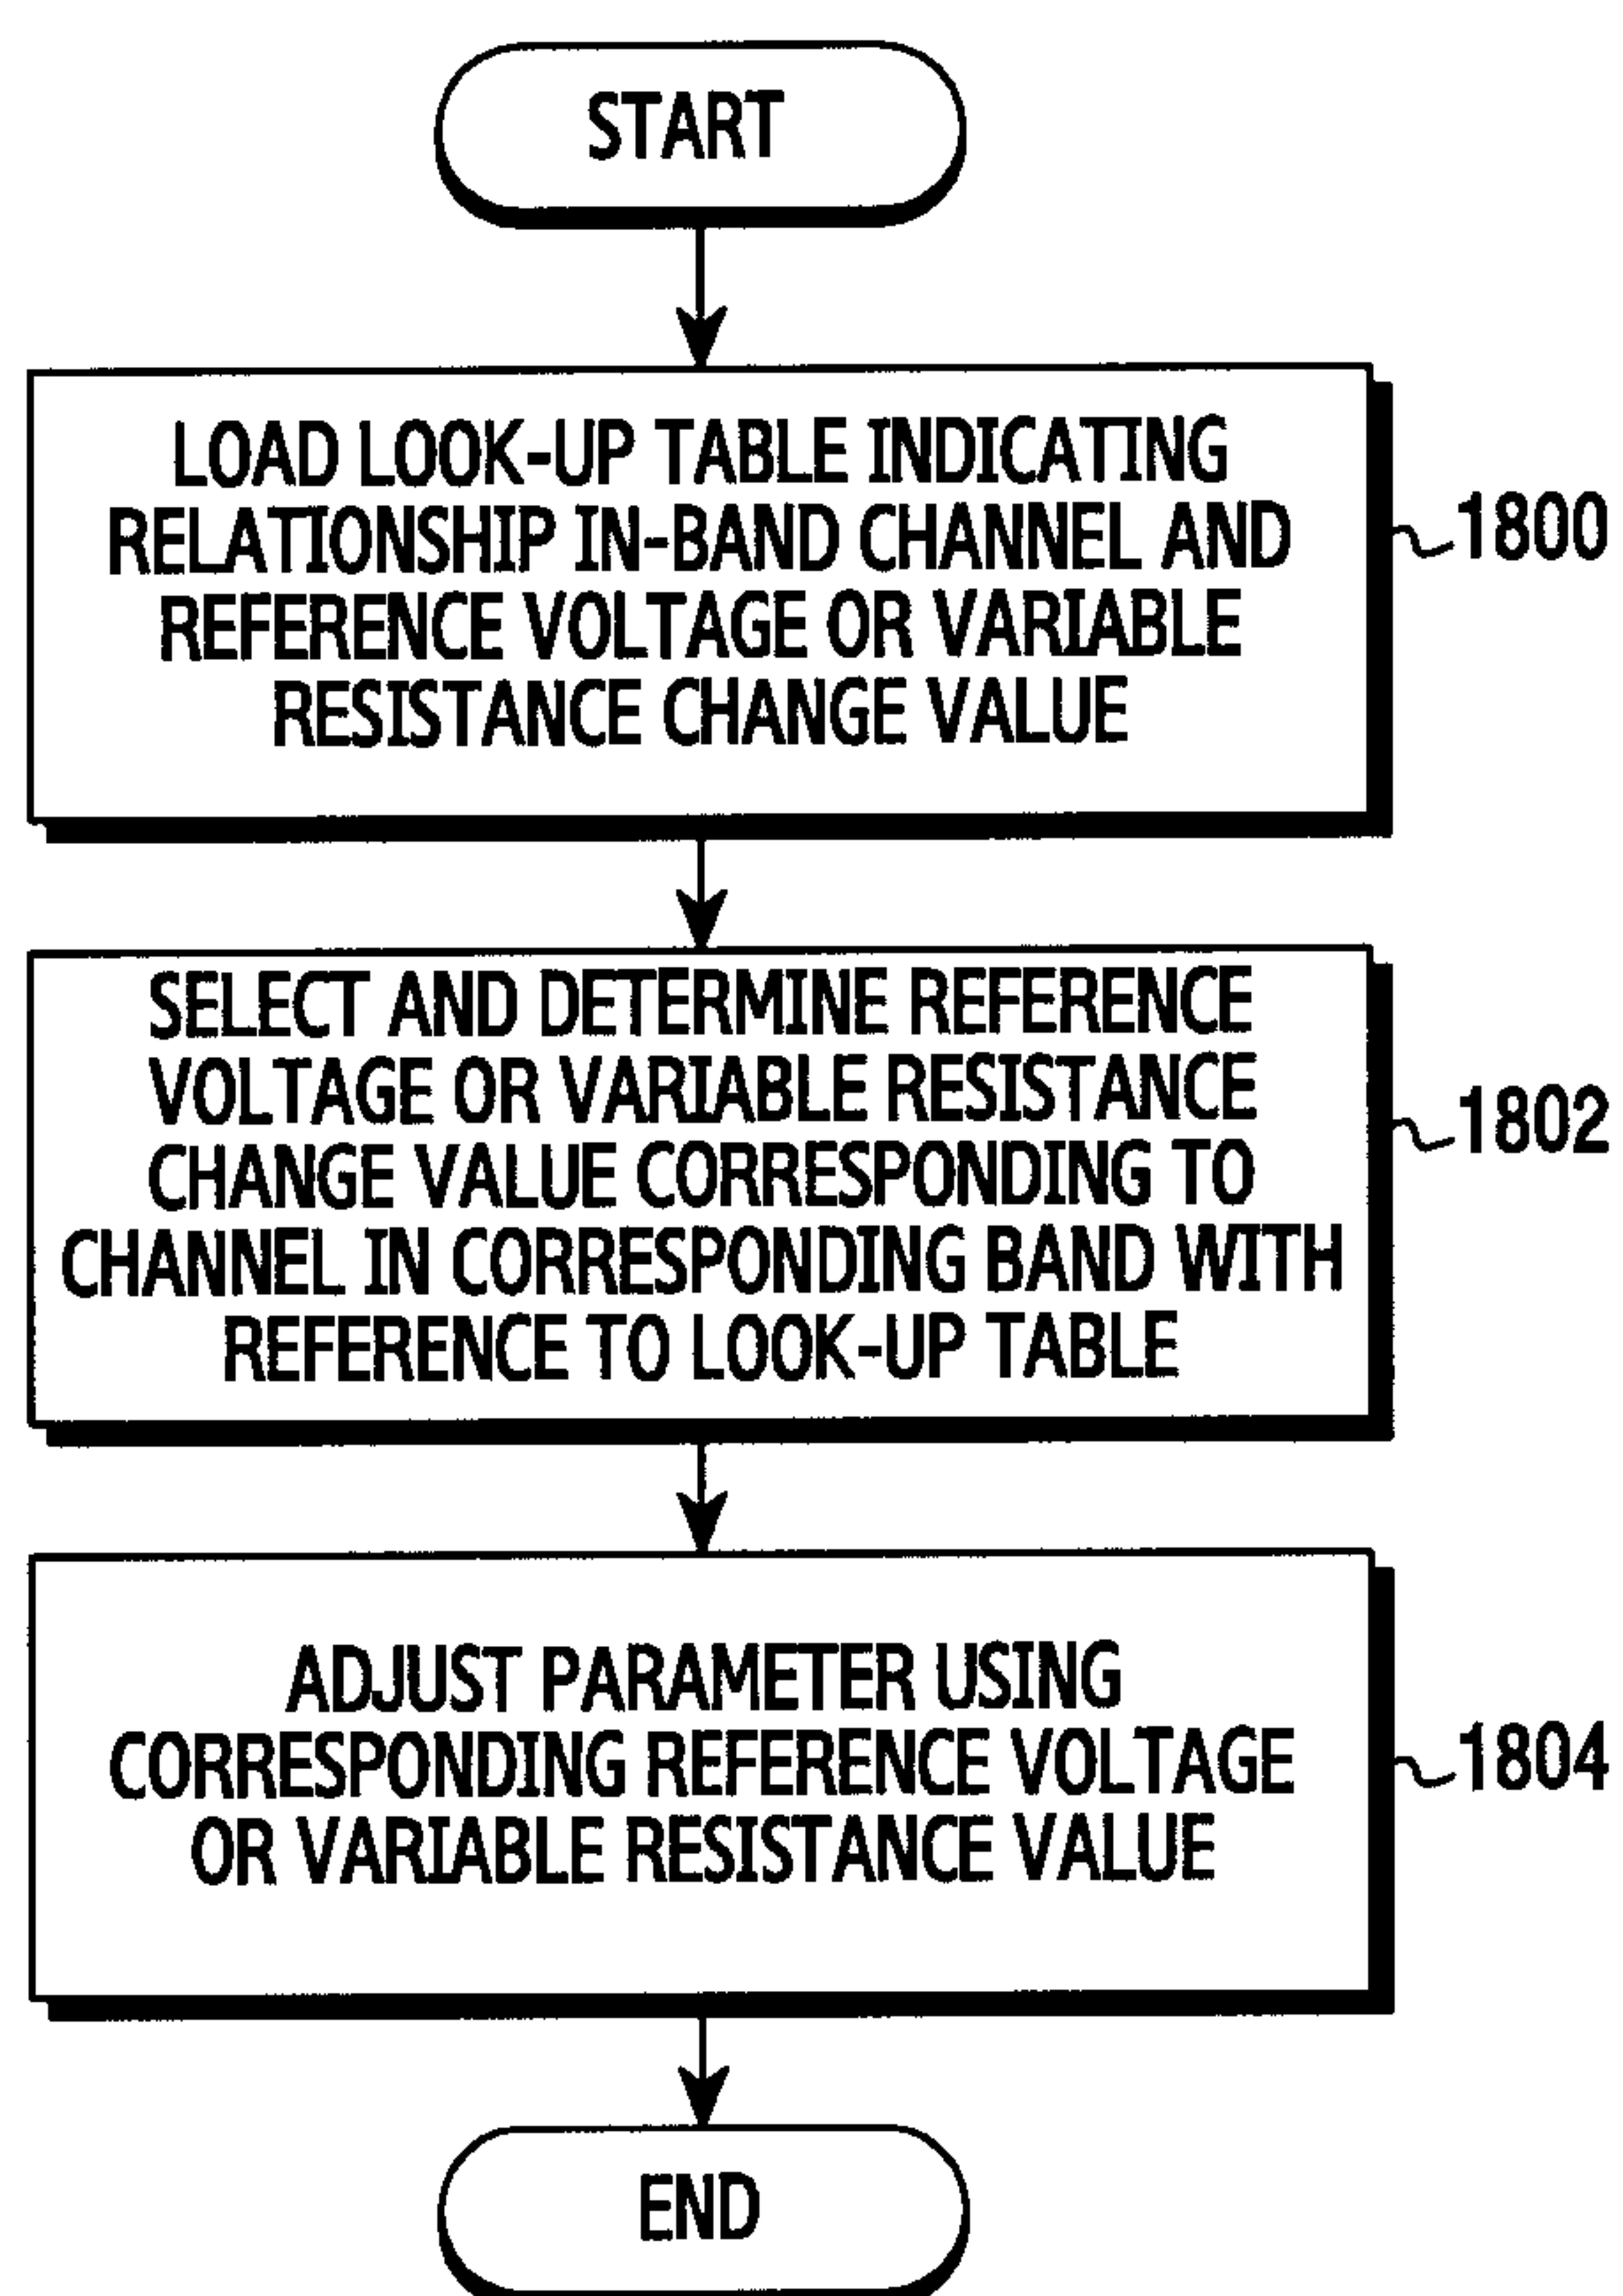 START
LOAD LOOK-UP TABLE INDICATING
RELATIONSHIP IN-BAND CHANNEL AND
REFERENCE VOLTAGE OR VARIABLE
RESISTANCE CHANGE VALUE
1800
SELECT AND DETERMINE REFERENCE
VOLTAGE OR VARIABLE RESISTANCE
CHANGE VALUE CORRESPONDING TO
CHANNEL IN CORRESPONDING BAND WITH
REFERENCE TO LOOK-UP TABLE
1802
ADJUST PARAMETER USING
CORRESPONDING REFERENCE VOLTAGE
OR VARIABLE RESISTANCE VALUE
1804
END